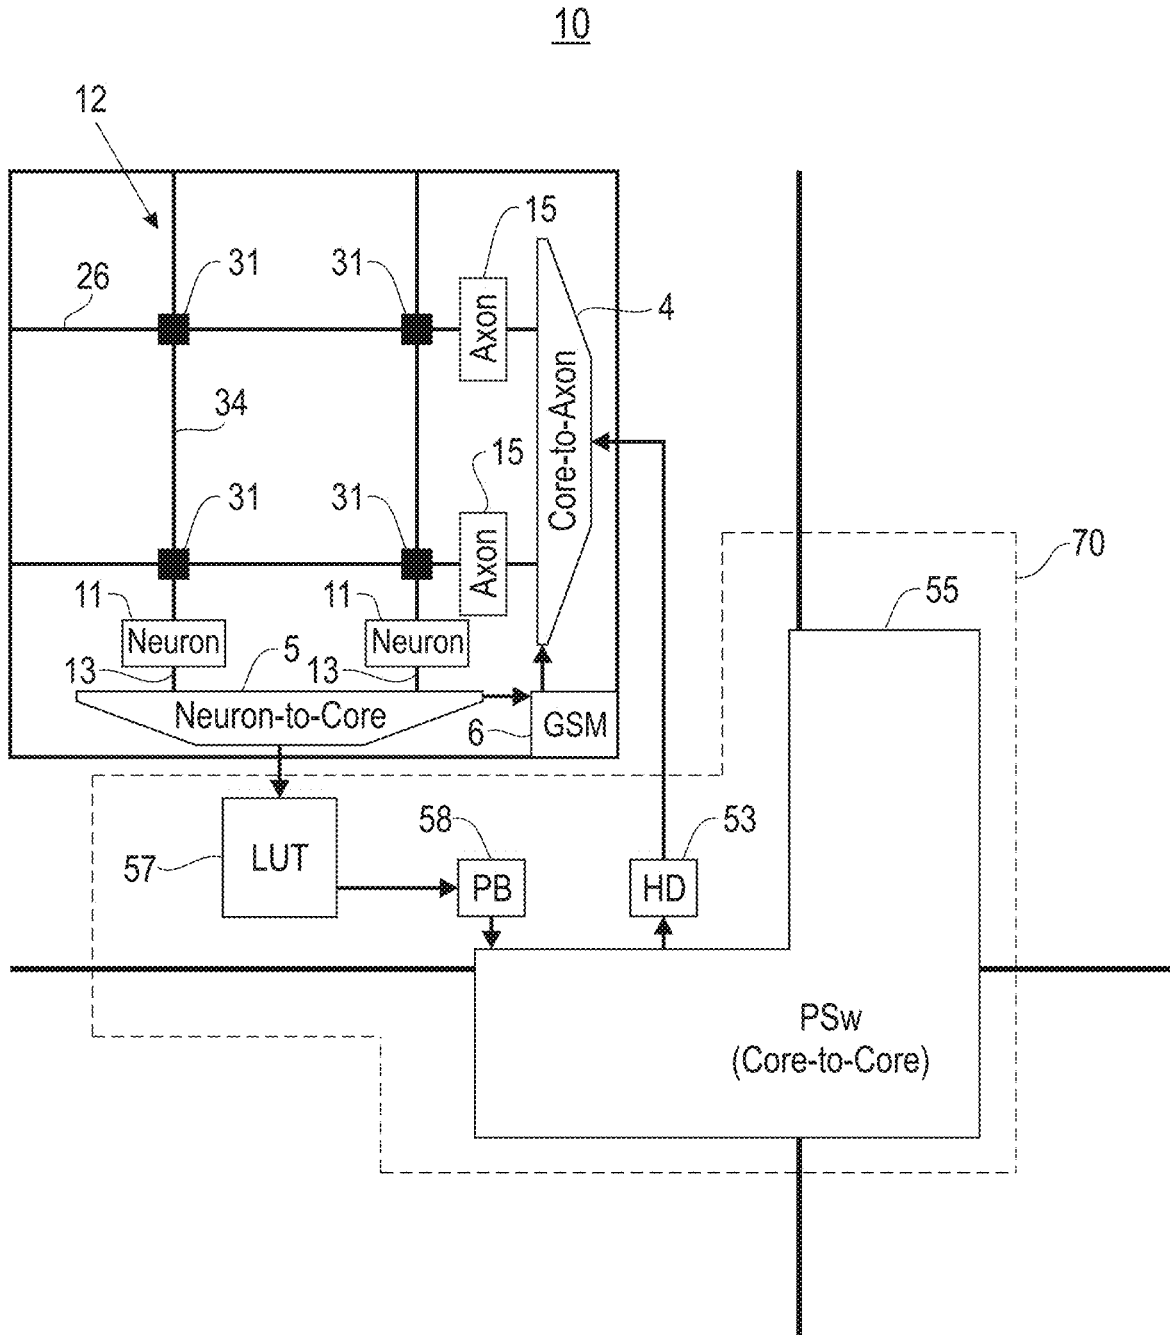 10
12
15
31
31
26
4
Axon
Core-to-Axon
34
15
31
31
Axon
70
55
11
11
Neuron
Neuron
5
13
13
Neuron-to-Core
6
GSM
58
53
57
LUT
PB
HD
PSw
(Core-to-Core)